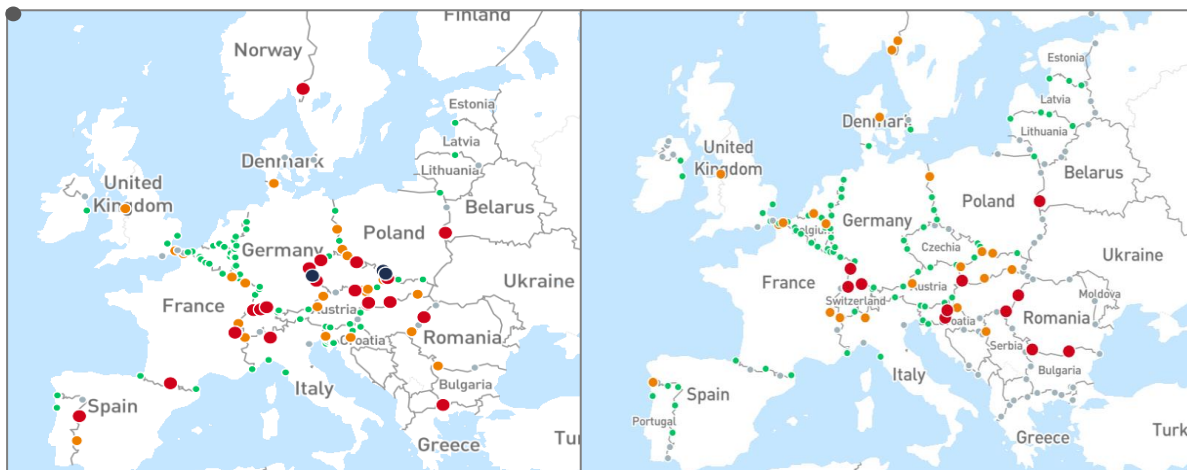 Finland
Norway
Estonia
Latvia
Denmark
Lithuania
United
Kingdom
Belarus
Poland
Germany
Ukraine
France
Austria
Croatia
Romania
Italy
Bulgaria
Spain
Greece
Tur
Estonia
Latvia
Denmark
Lithuania
United
Kingdom
Belarus
Poland
Germany
Belgium
Czechia
Ukraine
France
Austria
Moldova
Switzerland
Croatia
Romania
Serbia
Italy
Bulgaria
Spain
Portugal
Greece
Turk